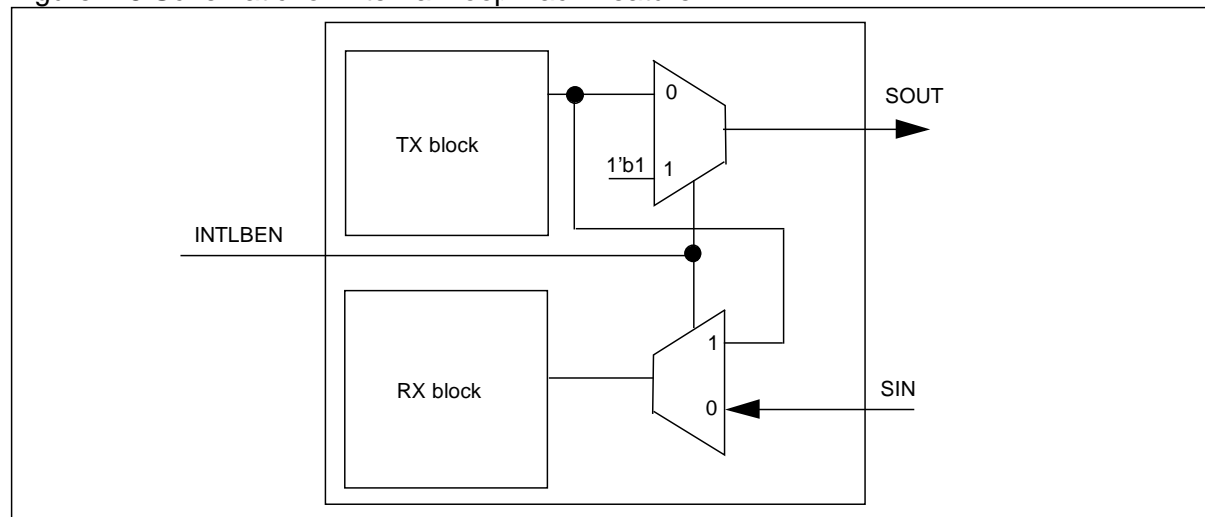 TX block
0
SOUT
1'b1
1
INTLBEN
1
RX block
SIN
0